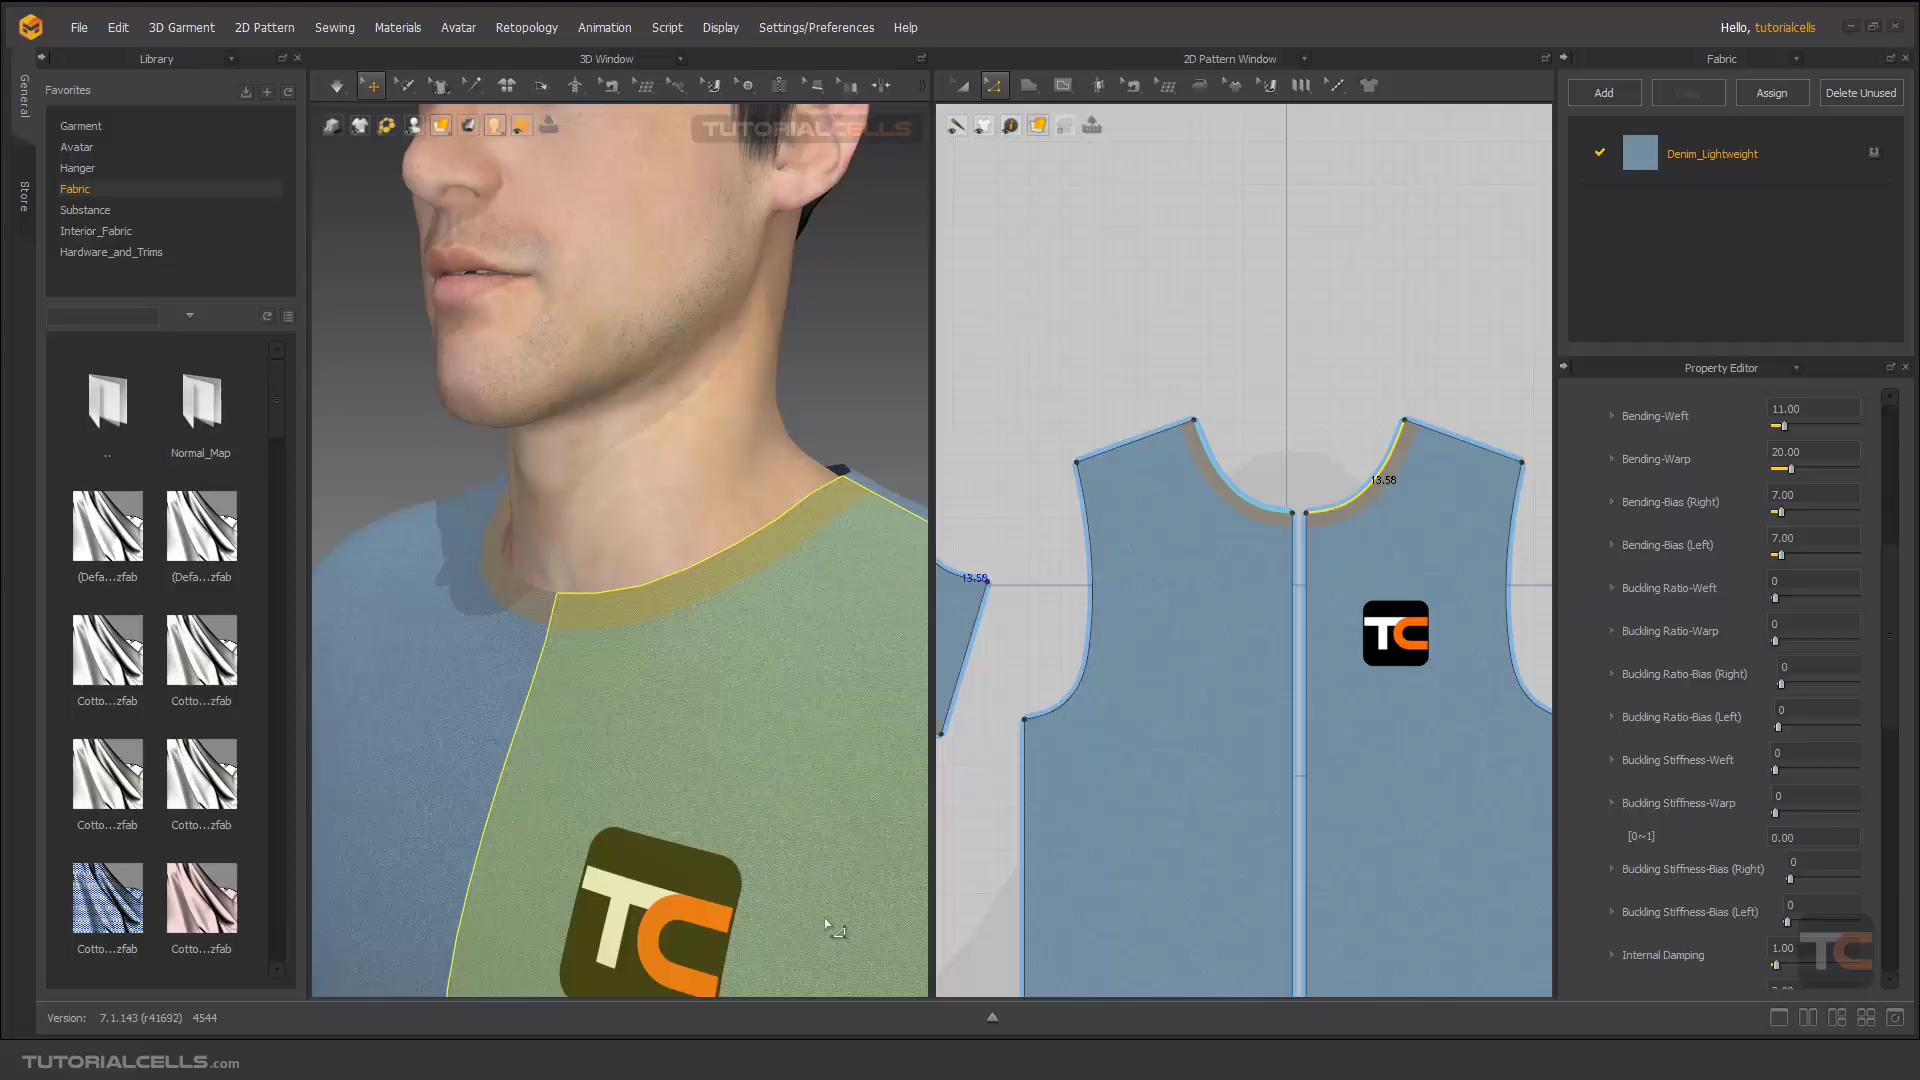 File Edit 3D Garment 2D Pattern Sewing Materials Avatar Retopology Animation Script Display Settings/Preferences Help
Hello, tutorialcells
Library
3D Window
2D Pattern Window
Fabric
General
Store
Favorites
Garment
Avatar
Hanger
Fabric
Substance
Interior_Fabric
Hardware_and_Trims
..
Normal_Map
(Defa...zfab
(Defa...zfab
Cotto...zfab
Cotto...zfab
Cotto...zfab
Cotto...zfab
Cotto...zfab
Cotto...zfab
TUTORIALCELLS
TC
13.58
13.58
TC
Add
Assign
Delete Unused
Denim_Lightweight
Property Editor
Bending-Weft 11.00
Bending-Warp 20.00
Bending-Bias (Right) 7.00
Bending-Bias (Left) 7.00
Buckling Ratio-Weft 0
Buckling Ratio-Warp 0
Buckling Ratio-Bias (Right) 0
Buckling Ratio-Bias (Left) 0
Buckling Stiffness-Weft 0
Buckling Stiffness-Warp 0
[0~1] 0.00
Buckling Stiffness-Bias (Right) 0
Buckling Stiffness-Bias (Left) 0
Internal Damping 1.00
TC
Version: 7.1.143 (r41692) 4544
TUTORIALCELLS.com